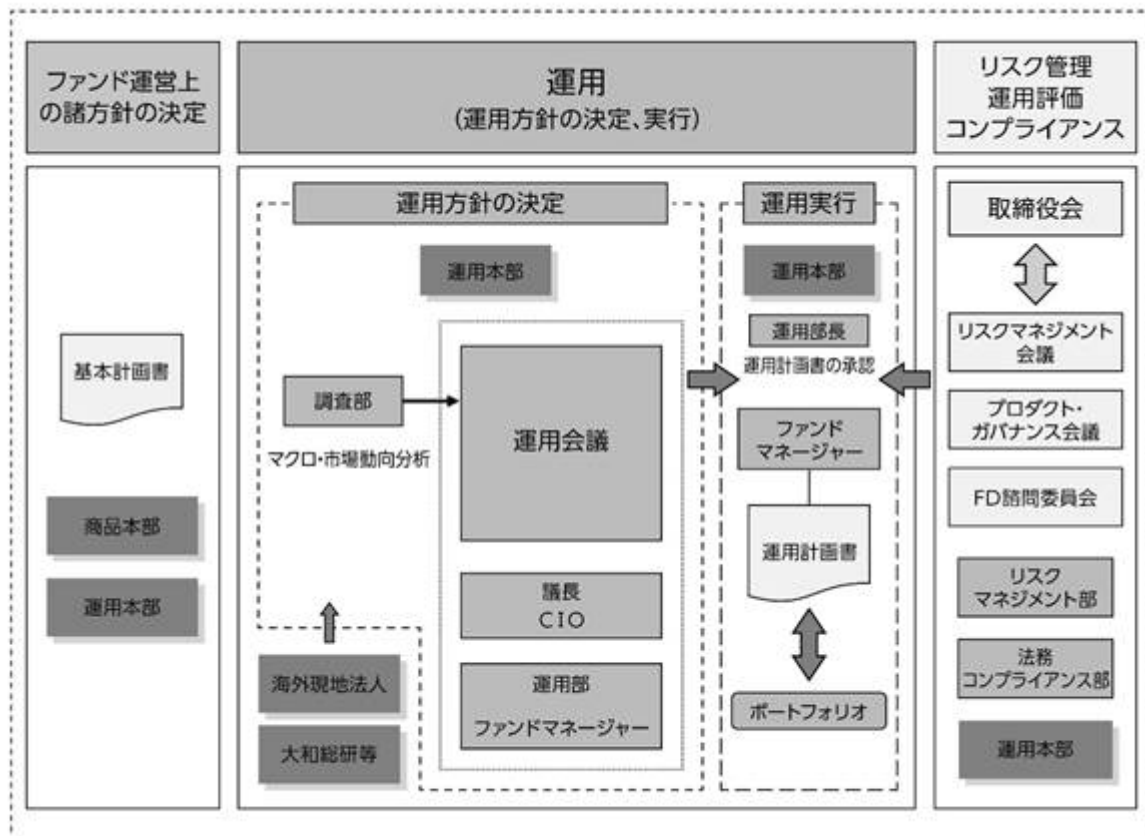 ファンド運営上
の諸方針の決定
運用
(運用方針の決定、実行)
リスク管理
運用評価
コンプライアンス
基本計画書
商品本部
運用本部
運用方針の決定
運用本部
調査部
マクロ・市場動向分析
運用会議
議長
CIO
運用部
ファンドマネージャー
海外現地法人
大和総研等
運用実行
運用本部
運用部長
運用計画書の承認
ファンド
マネージャー
運用計画書
ポートフォリオ
取締役会
リスクマネジメント
会議
プロダクト・
ガバナンス会議
FD諮問委員会
リスク
マネジメント部
法務
コンプライアンス部
運用本部